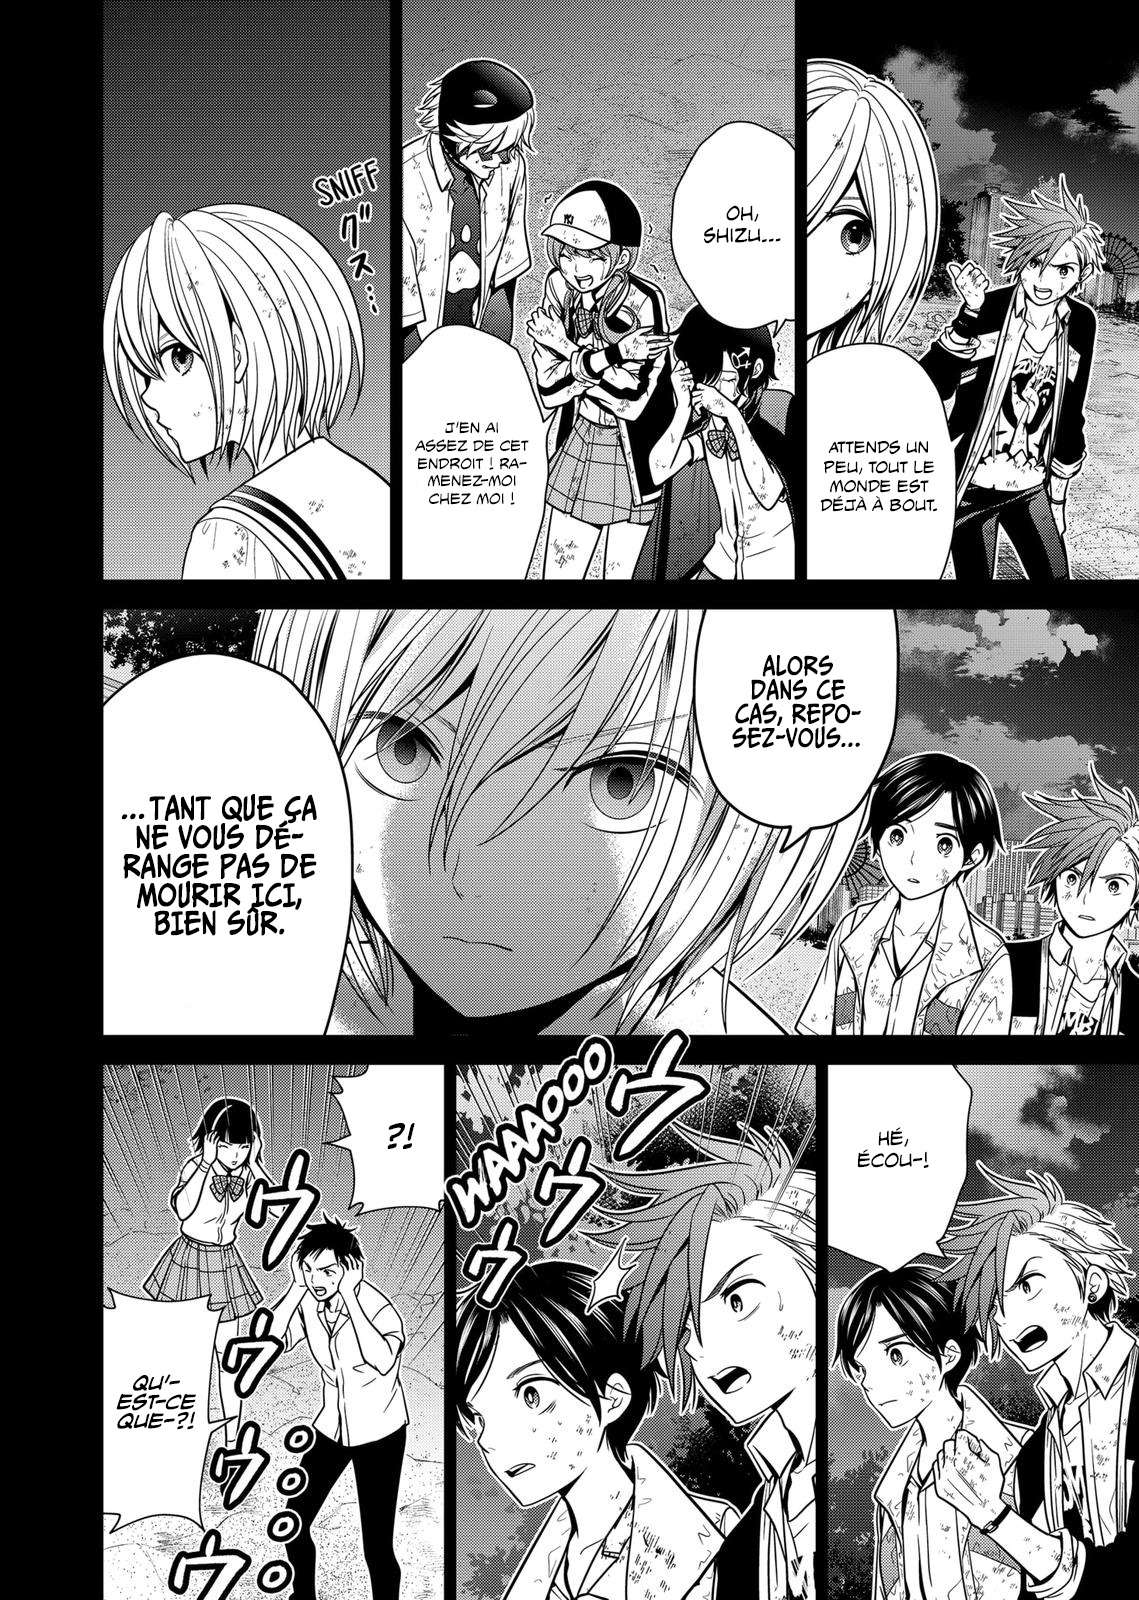 ATTENDS UN
PEU, TOUT LE
MONDE EST
DÉJÀ À BOUT.
OH,
SHIZU...
J'EN AI
ASSEZ DE CET
ENDROIT ! RA-
MENEZ-MOI
CHEZ MOI !
SNIFF
グス…
ALORS
DANS CE
CAS, REPO-
SEZ-VOUS...
...TANT QUE ÇA
NE VOUS DÉ-
RANGE PAS DE
MOURIR ICI,
BIEN SÛR.
HÉ,
ÉCOU-!
WAAAOOO
ウウウ
?!
QU'-
EST-CE
QUE-?!
ウウウウ